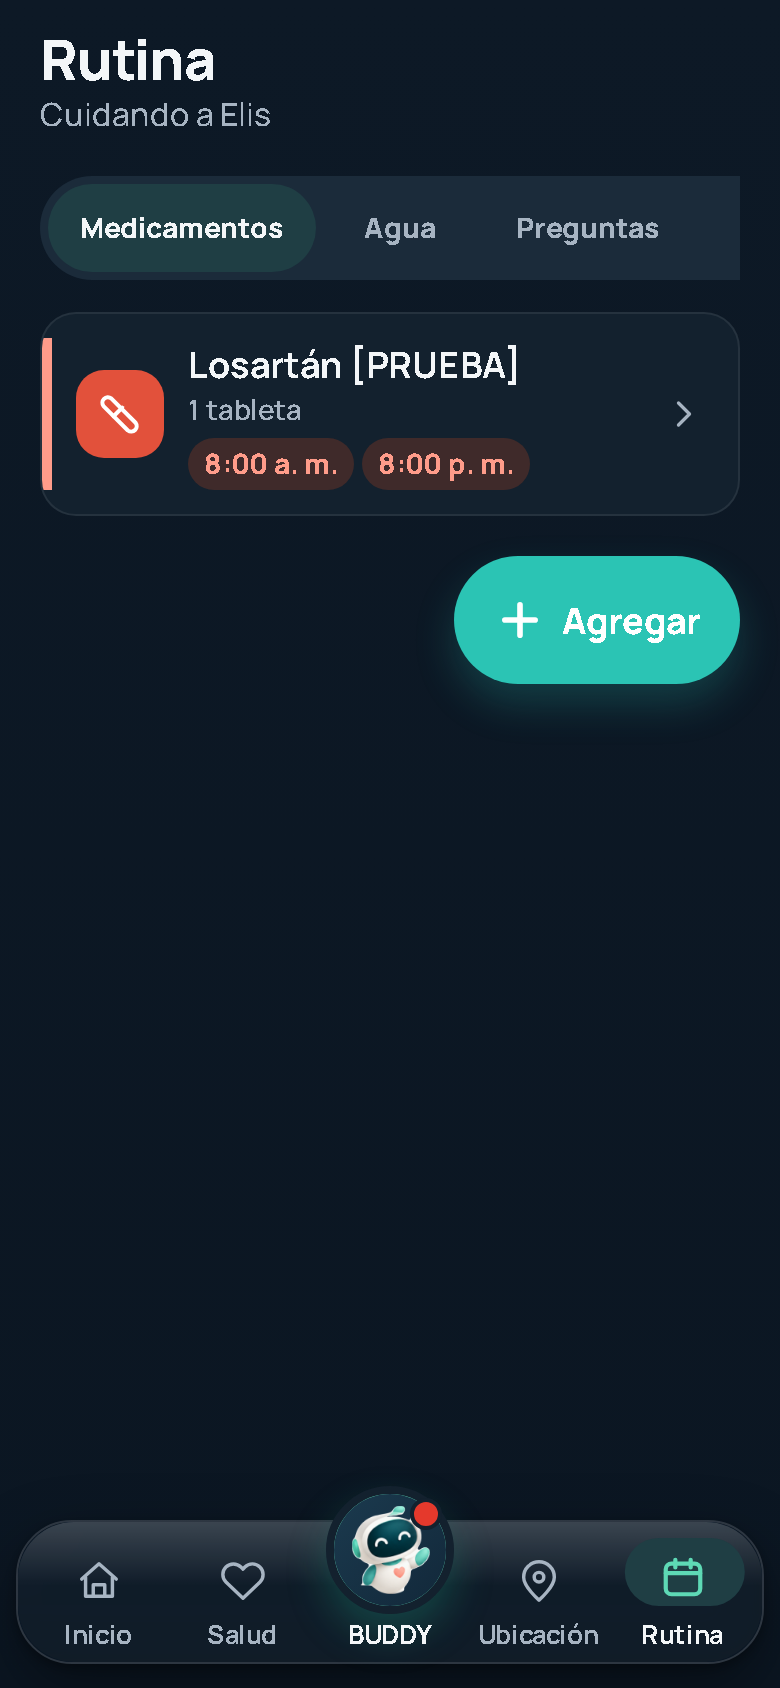 Rutina
Cuidando a Elis
Medicamentos Agua Preguntas
Losartán [PRUEBA]
1 tableta
8:00 a. m. 8:00 p. m.
Agregar
Inicio Salud BUDDY Ubicación Rutina